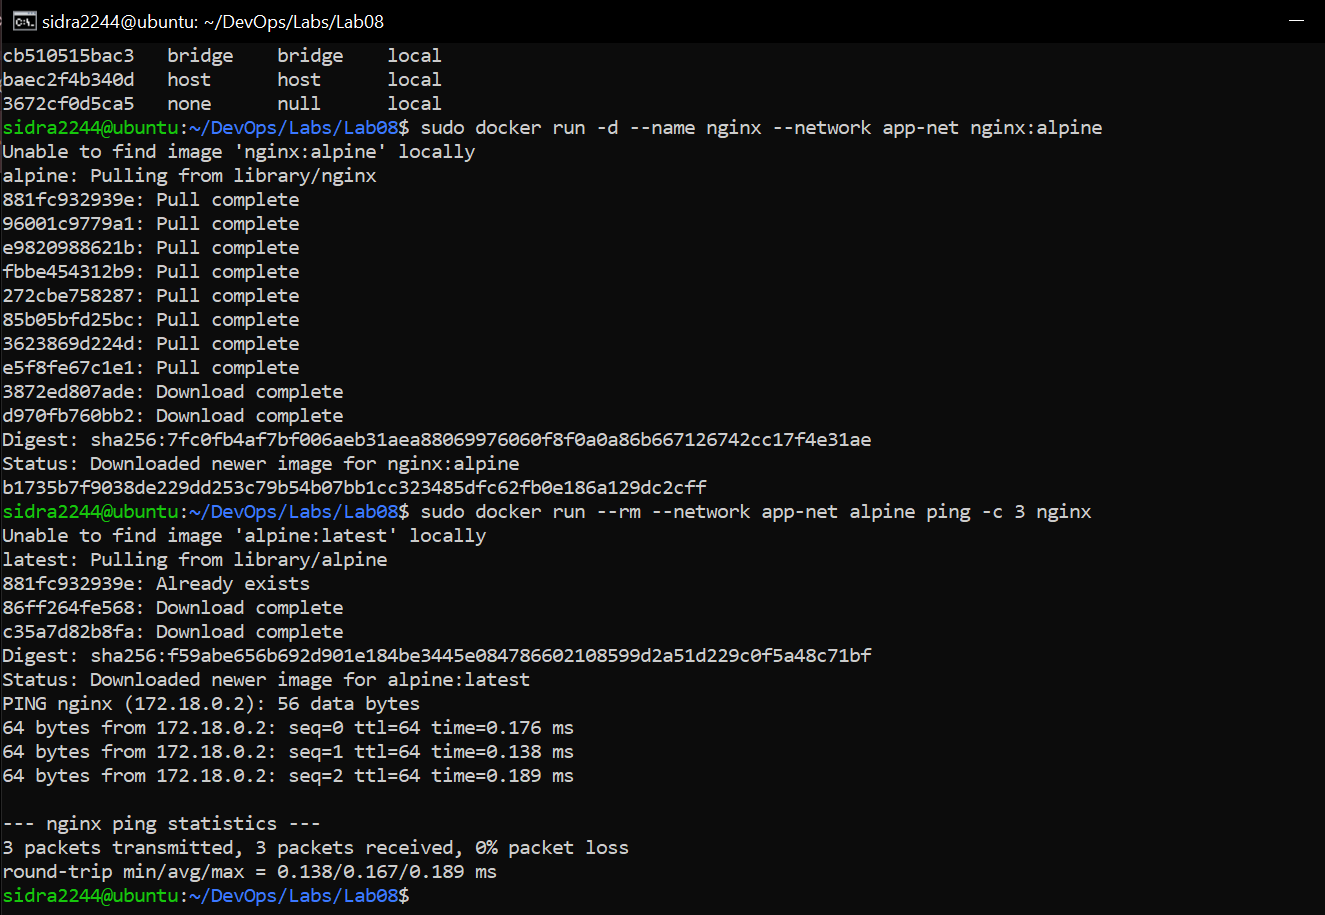 sidra2244@ubuntu: ~/DevOps/Labs/Lab08
cb510515bac3   bridge    bridge    local
baec2f4b340d   host      host      local
3672cf0d5ca5   none      null      local
sidra2244@ubuntu:~/DevOps/Labs/Lab08$ sudo docker run -d --name nginx --network app-net nginx:alpine
Unable to find image 'nginx:alpine' locally
alpine: Pulling from library/nginx
881fc932939e: Pull complete
96001c9779a1: Pull complete
e9820988621b: Pull complete
fbbe454312b9: Pull complete
272cbe758287: Pull complete
85b05bfd25bc: Pull complete
3623869d224d: Pull complete
e5f8fe67c1e1: Pull complete
3872ed807ade: Download complete
d970fb760bb2: Download complete
Digest: sha256:7fc0fb4af7bf006aeb31aea88069976060f8f0a0a86b667126742cc17f4e31ae
Status: Downloaded newer image for nginx:alpine
b1735b7f9038de229dd253c79b54b07bb1cc323485dfc62fb0e186a129dc2cff
sidra2244@ubuntu:~/DevOps/Labs/Lab08$ sudo docker run --rm --network app-net alpine ping -c 3 nginx
Unable to find image 'alpine:latest' locally
latest: Pulling from library/alpine
881fc932939e: Already exists
86ff264fe568: Download complete
c35a7d82b8fa: Download complete
Digest: sha256:f59abe656b692d901e184be3445e084786602108599d2a51d229c0f5a48c71bf
Status: Downloaded newer image for alpine:latest
PING nginx (172.18.0.2): 56 data bytes
64 bytes from 172.18.0.2: seq=0 ttl=64 time=0.176 ms
64 bytes from 172.18.0.2: seq=1 ttl=64 time=0.138 ms
64 bytes from 172.18.0.2: seq=2 ttl=64 time=0.189 ms
--- nginx ping statistics ---
3 packets transmitted, 3 packets received, 0% packet loss
round-trip min/avg/max = 0.138/0.167/0.189 ms
sidra2244@ubuntu:~/DevOps/Labs/Lab08$